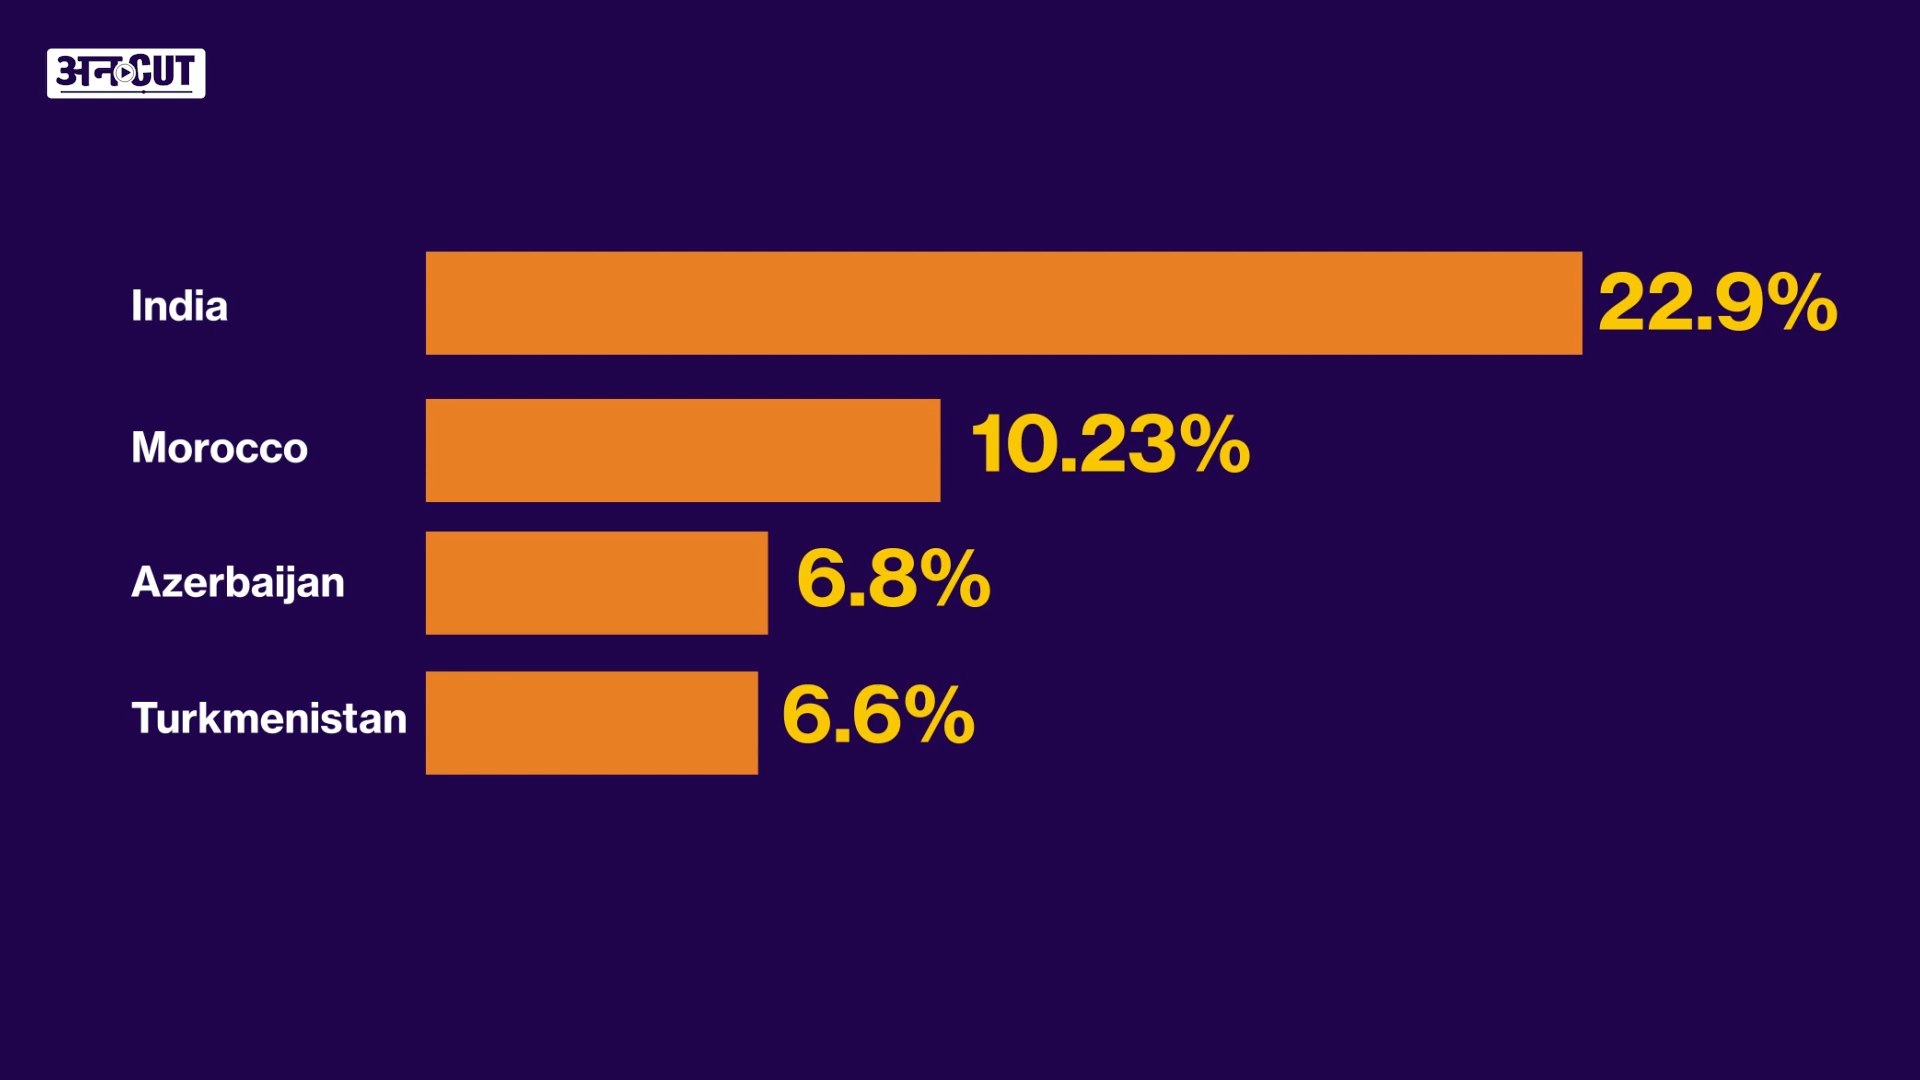 अनCUT
India 22.9%
Morocco 10.23%
Azerbaijan 6.8%
Turkmenistan 6.6%